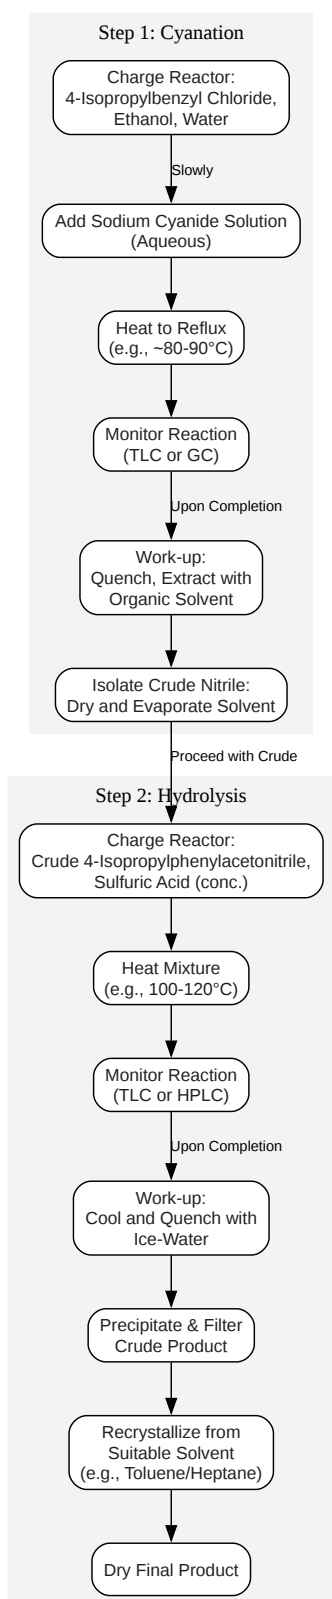 Step 1: Cyanation
Charge Reactor:
4-Isopropylbenzyl Chloride,
Ethanol, Water
Slowly
Add Sodium Cyanide Solution
(Aqueous)
Heat to Reflux
(e.g., ~80-90°C)
Monitor Reaction
(TLC or GC)
Upon Completion
Work-up:
Quench, Extract with
Organic Solvent
Isolate Crude Nitrile:
Dry and Evaporate Solvent
Proceed with Crude
Step 2: Hydrolysis
Charge Reactor:
Crude 4-Isopropylphenylacetonitrile,
Sulfuric Acid (conc.)
Heat Mixture
(e.g., 100-120°C)
Monitor Reaction
(TLC or HPLC)
Upon Completion
Work-up:
Cool and Quench with
Ice-Water
Precipitate & Filter
Crude Product
Recrystallize from
Suitable Solvent
(e.g., Toluene/Heptane)
Dry Final Product